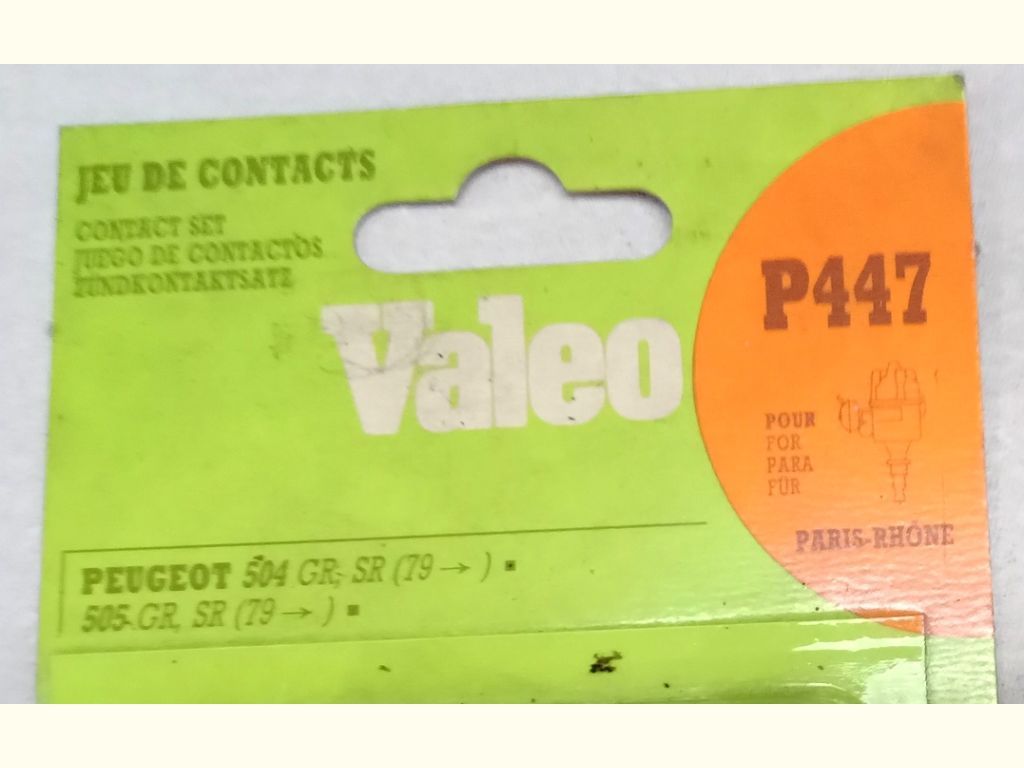 JEU DE CONTACTS
CONTACT SET
JUEGO DE CONTACTOS
ZÜNDKONTAKTSATZ
Valeo
P447
POUR
FOR
PARA
FÜR
PARIS-RHÔNE
PEUGEOT 504 GR, SR (79 → ) ▪
505 GR, SR (79 → ) ▪